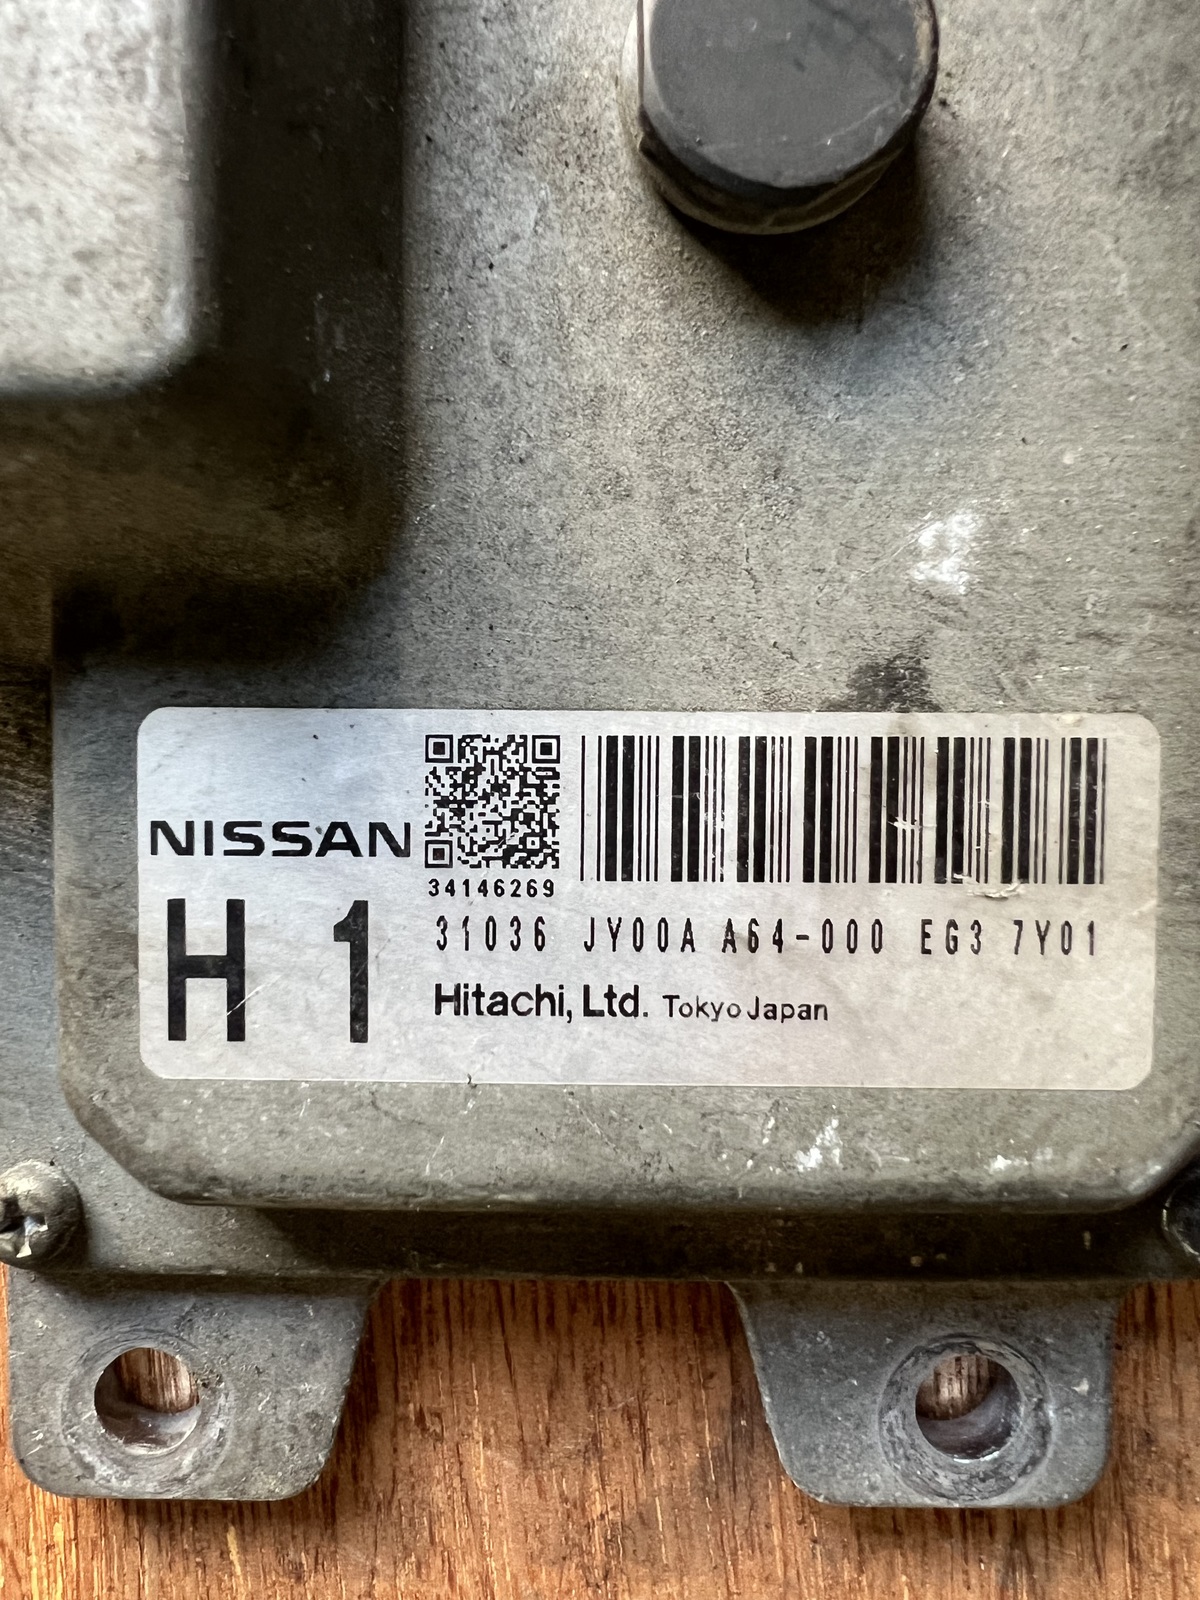 NISSAN
34146269
H 1
31036 JY00A A64-000 EG3 7Y01
Hitachi, Ltd. Tokyo Japan